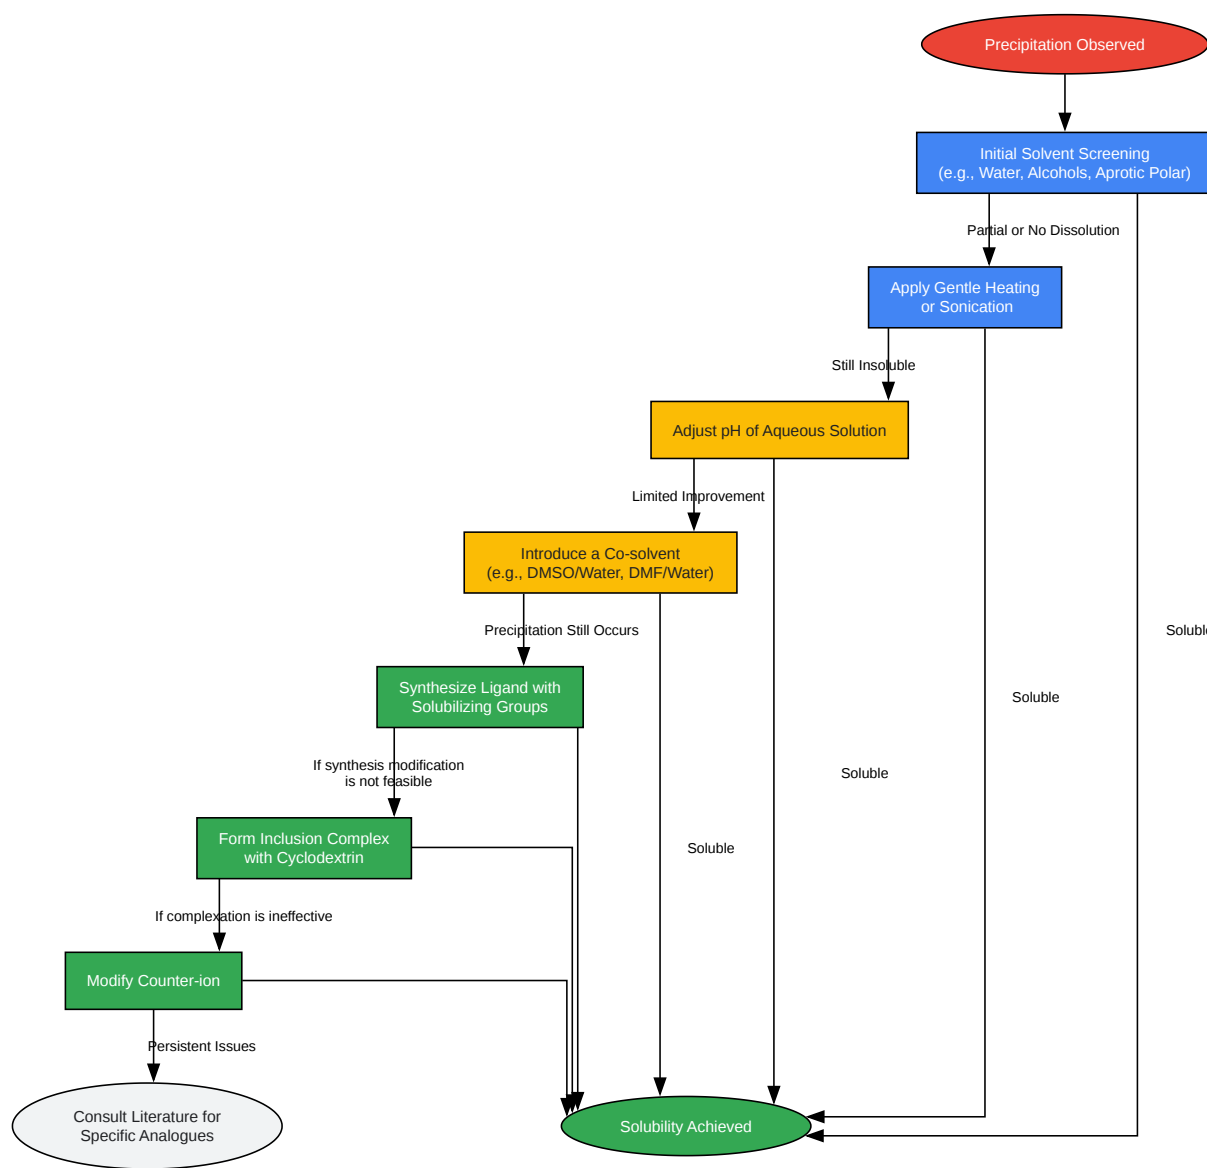 Precipitation Observed
Initial Solvent Screening
(e.g., Water, Alcohols, Aprotic Polar)
Partial or No Dissolution
Apply Gentle Heating
or Sonication
Still Insoluble
Adjust pH of Aqueous Solution
Limited Improvement
Introduce a Co-solvent
(e.g., DMSO/Water, DMF/Water)
Precipitation Still Occurs
Soluble
Synthesize Ligand with
Solubilizing Groups
Soluble
If synthesis modification
is not feasible
Soluble
Form Inclusion Complex
with Cyclodextrin
Soluble
If complexation is ineffective
Modify Counter-ion
Persistent Issues
Consult Literature for
Specific Analogues
Solubility Achieved